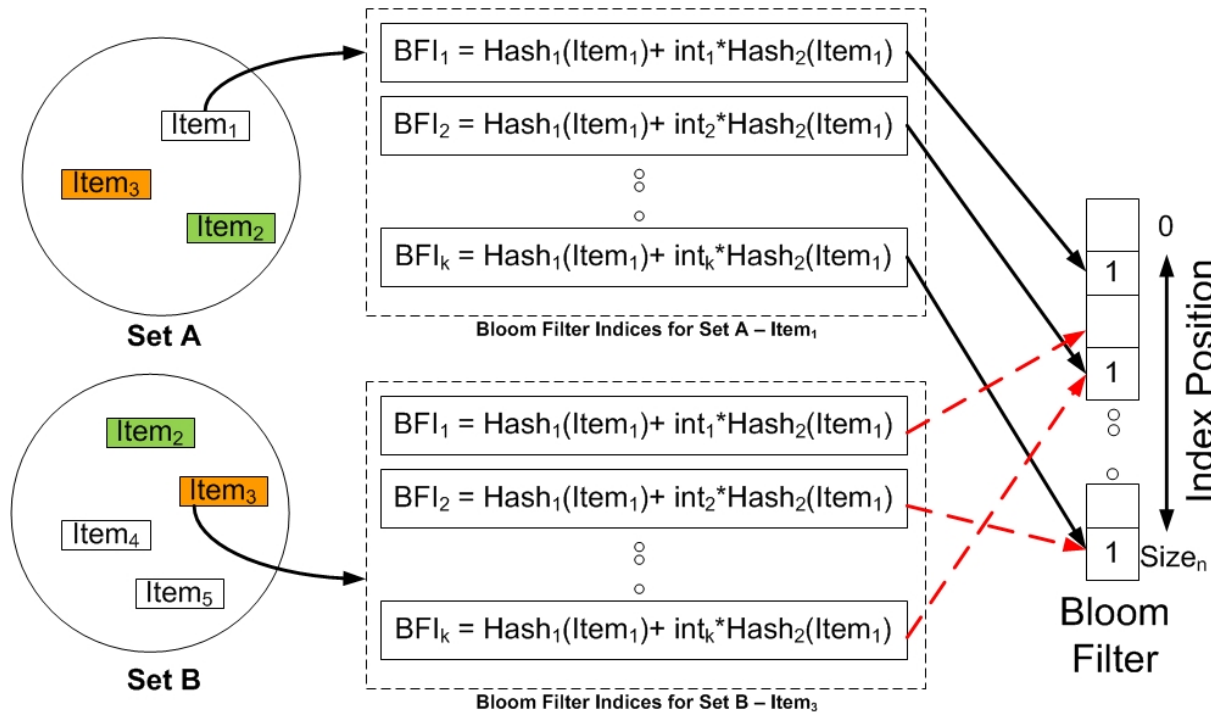 Item₁
Item₃
Item₂
Set A
BFI₁ = Hash₁(Item₁)+ int₁*Hash₂(Item₁)
BFI₂ = Hash₁(Item₁)+ int₂*Hash₂(Item₁)
BFIₖ = Hash₁(Item₁)+ intₖ*Hash₂(Item₁)
Bloom Filter Indices for Set A – Item₁
Item₂
Item₃
Item₄
Item₅
Set B
BFI₁ = Hash₁(Item₁)+ int₁*Hash₂(Item₁)
BFI₂ = Hash₁(Item₁)+ int₂*Hash₂(Item₁)
BFIₖ = Hash₁(Item₁)+ intₖ*Hash₂(Item₁)
Bloom Filter Indices for Set B – Item₃
0
1
1
1
Sizeₙ
Index Position
Bloom
Filter